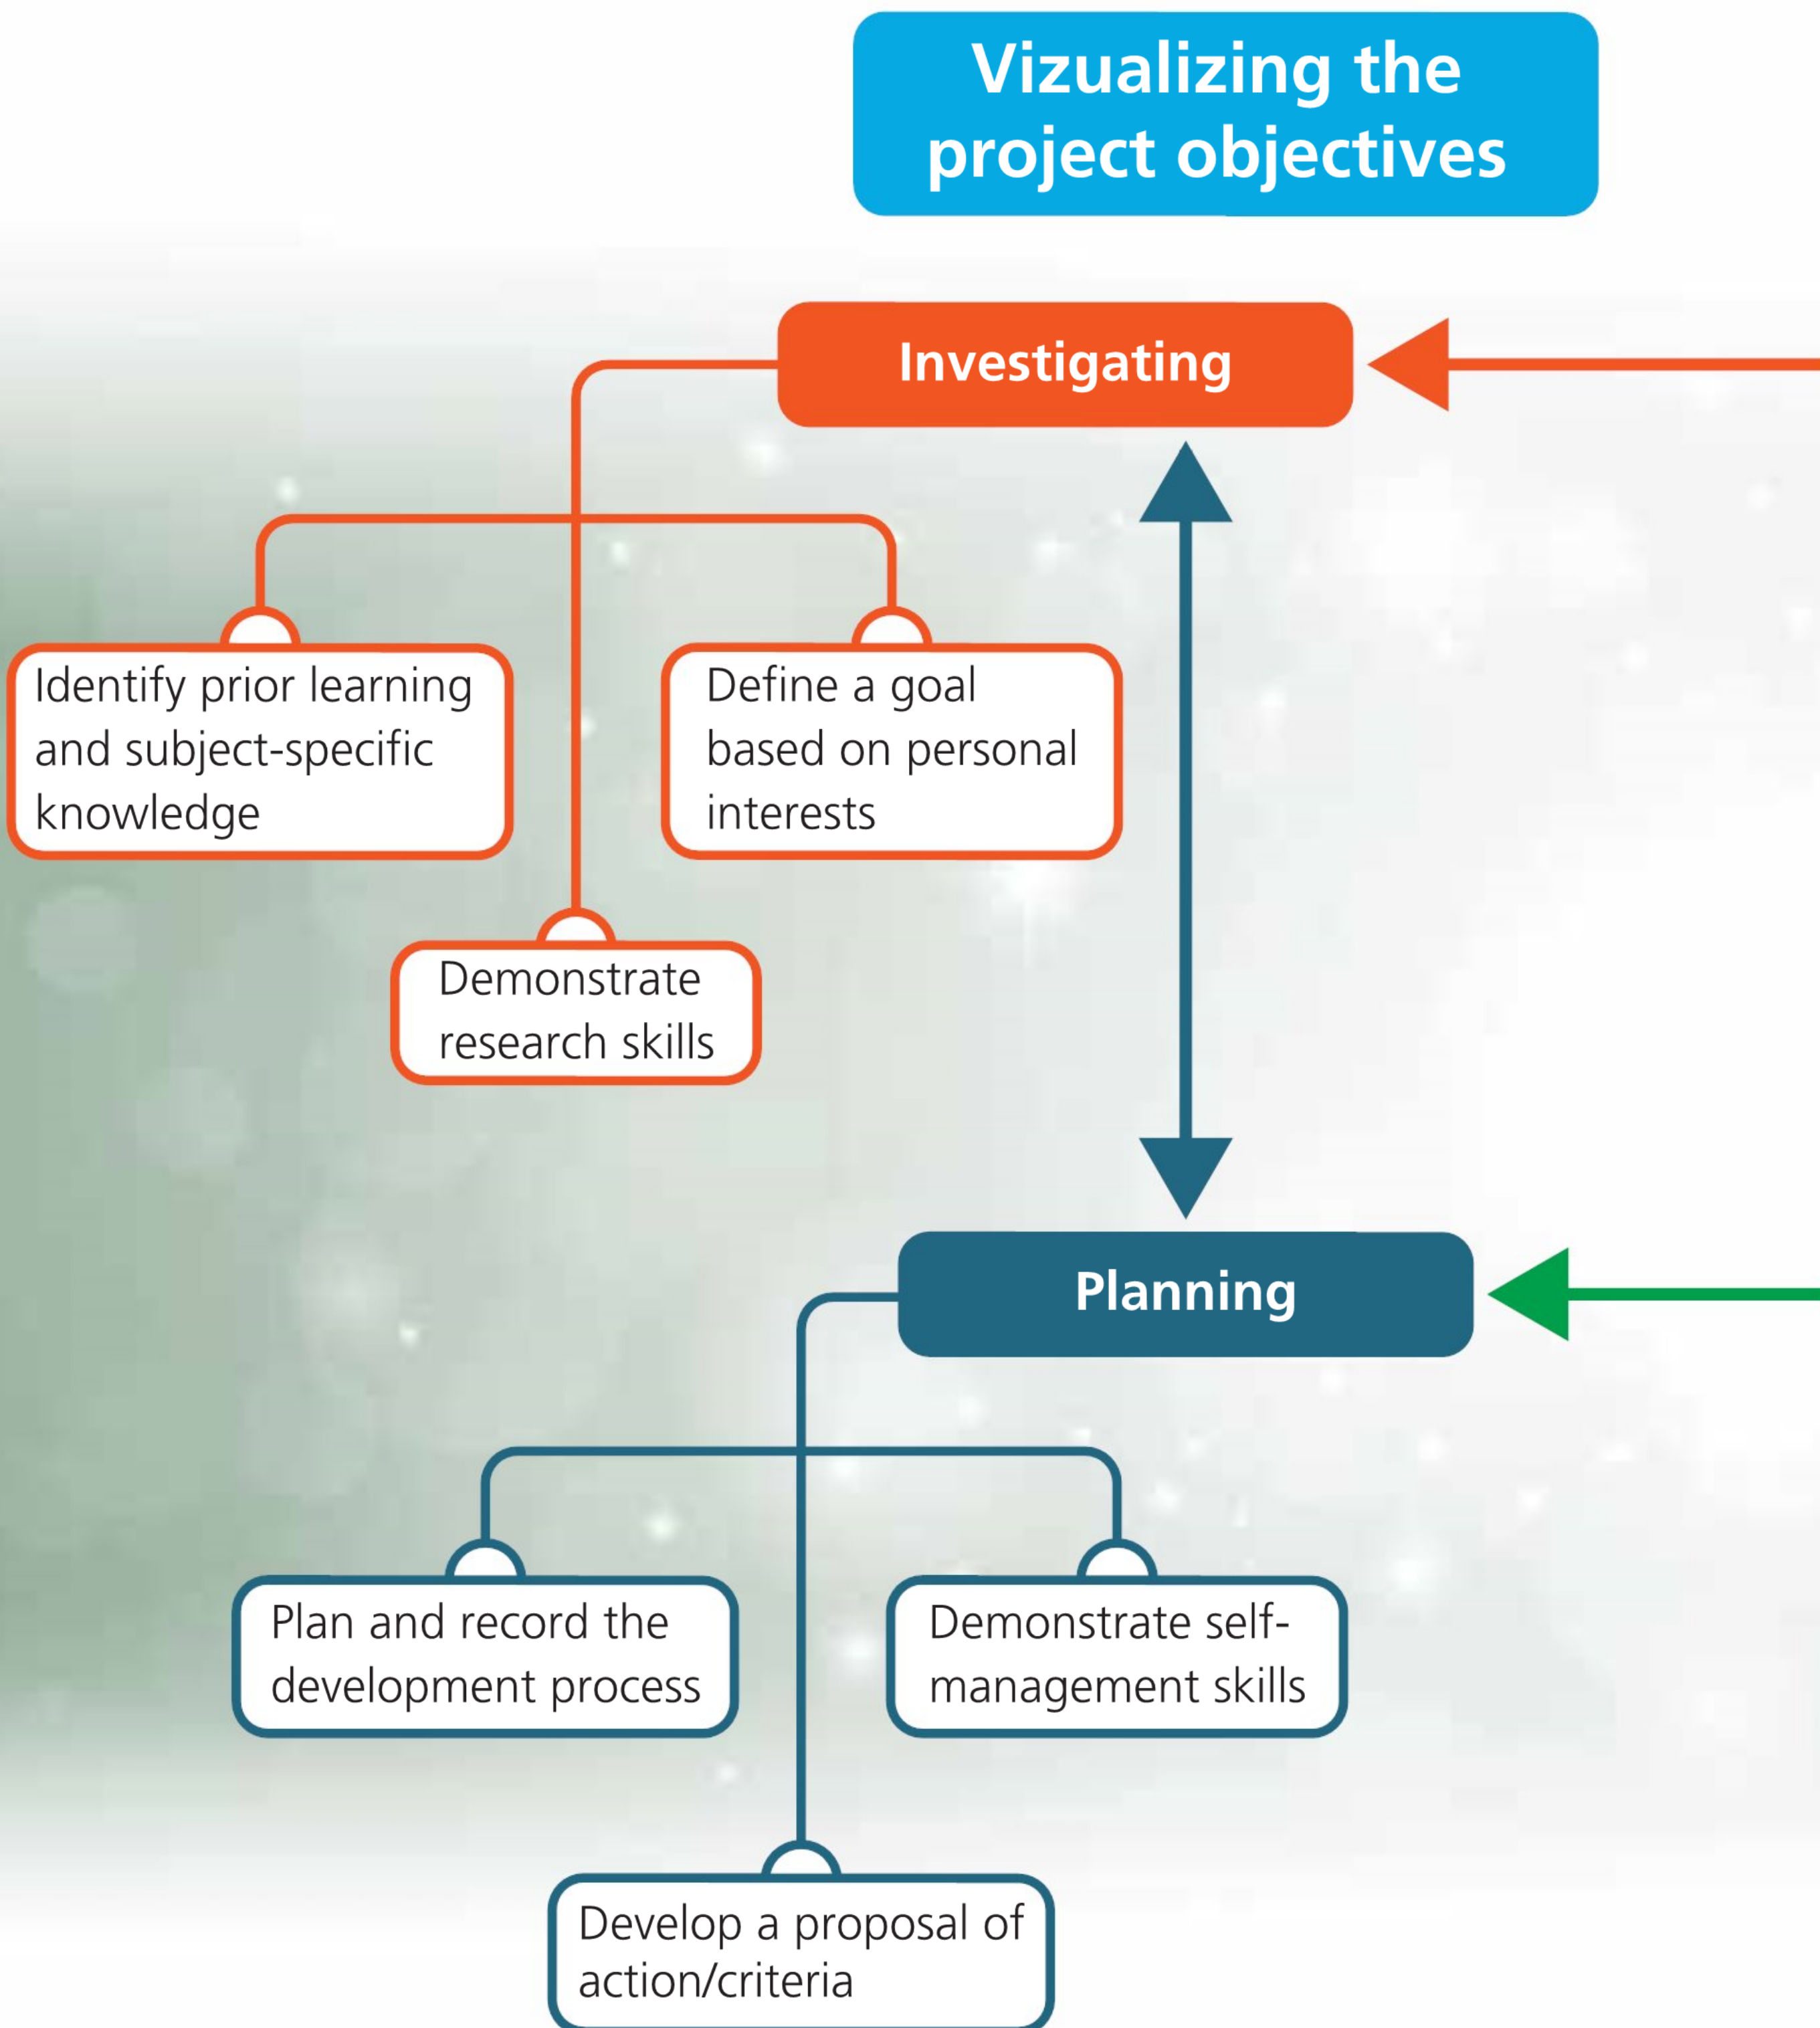 Vizualizing the
project objectives
Investigating
Identify prior learning
and subject-specific
knowledge
Define a goal
based on personal
interests
Demonstrate
research skills
Planning
Plan and record the
development process
Demonstrate self-
management skills
Develop a proposal of
action/criteria